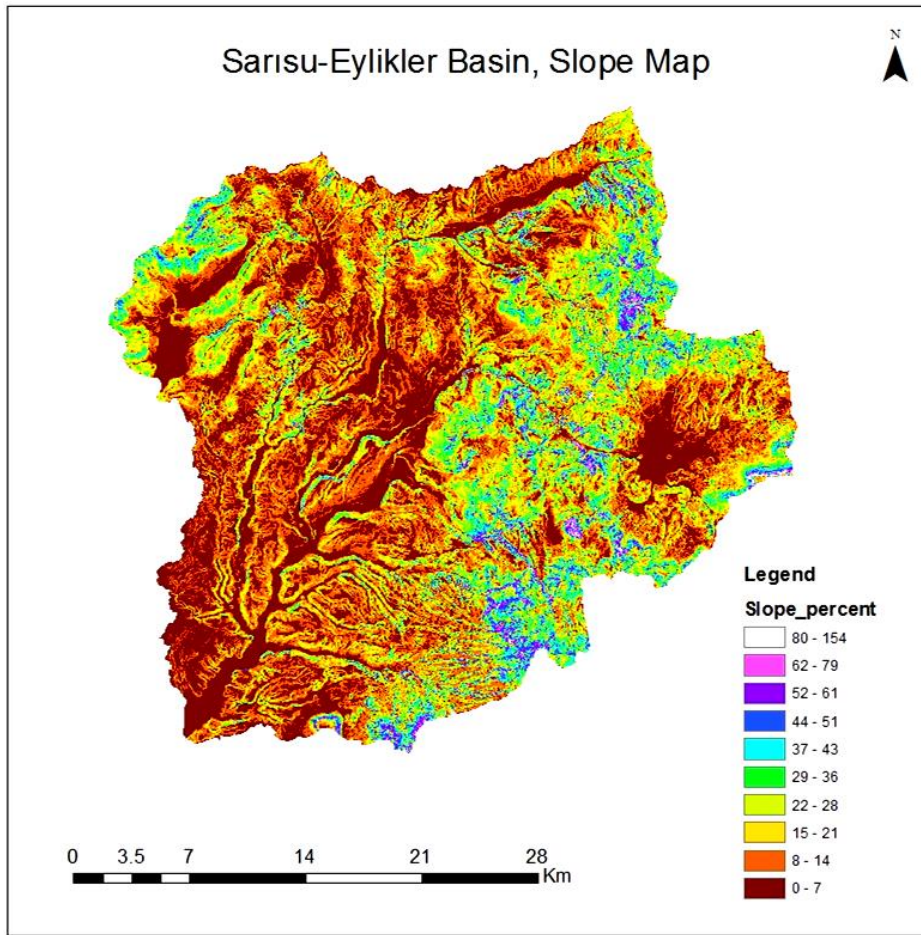 N
Sarısu-Eylikler Basin, Slope Map
Legend
Slope_percent
80 - 154
62 - 79
52 - 61
44 - 51
37 - 43
29 - 36
22 - 28
15 - 21
8 - 14
0 - 7
0 3.5 7 14 21 28
Km